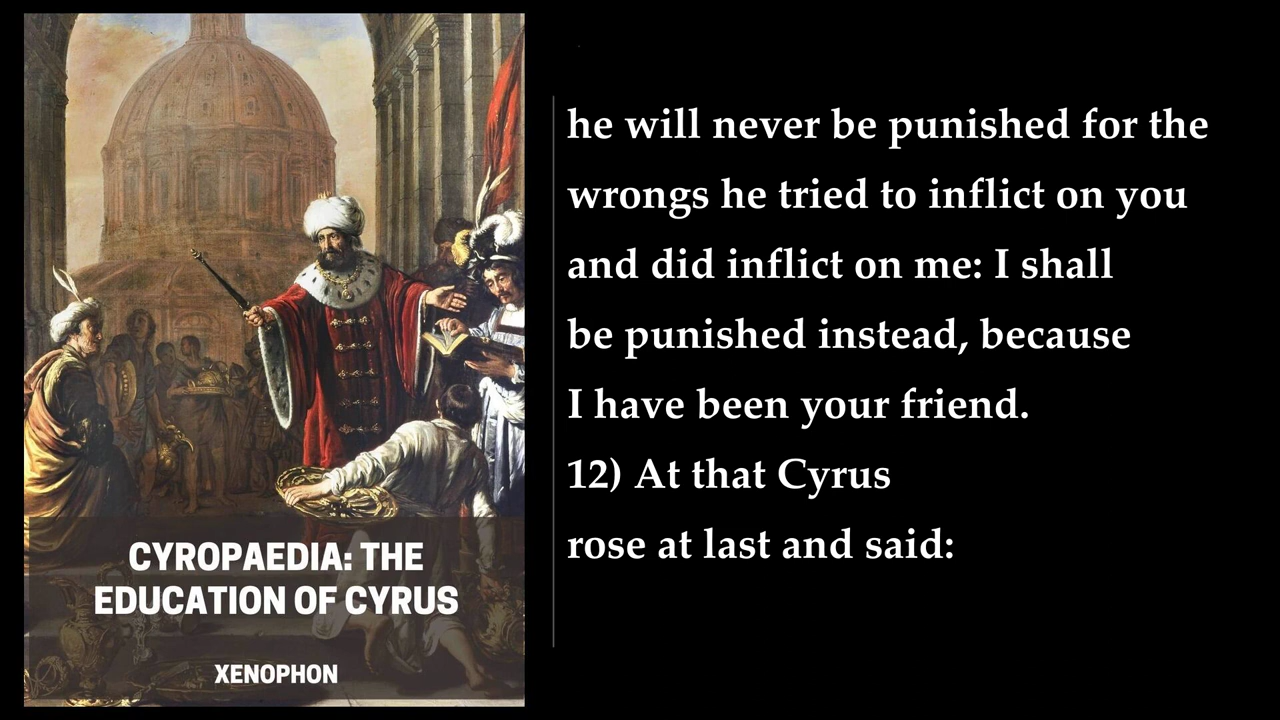 CYROPAEDIA: THE
EDUCATION OF CYRUS
XENOPHON
he will never be punished for the
wrongs he tried to inflict on you
and did inflict on me: I shall
be punished instead, because
I have been your friend.
12) At that Cyrus
rose at last and said: